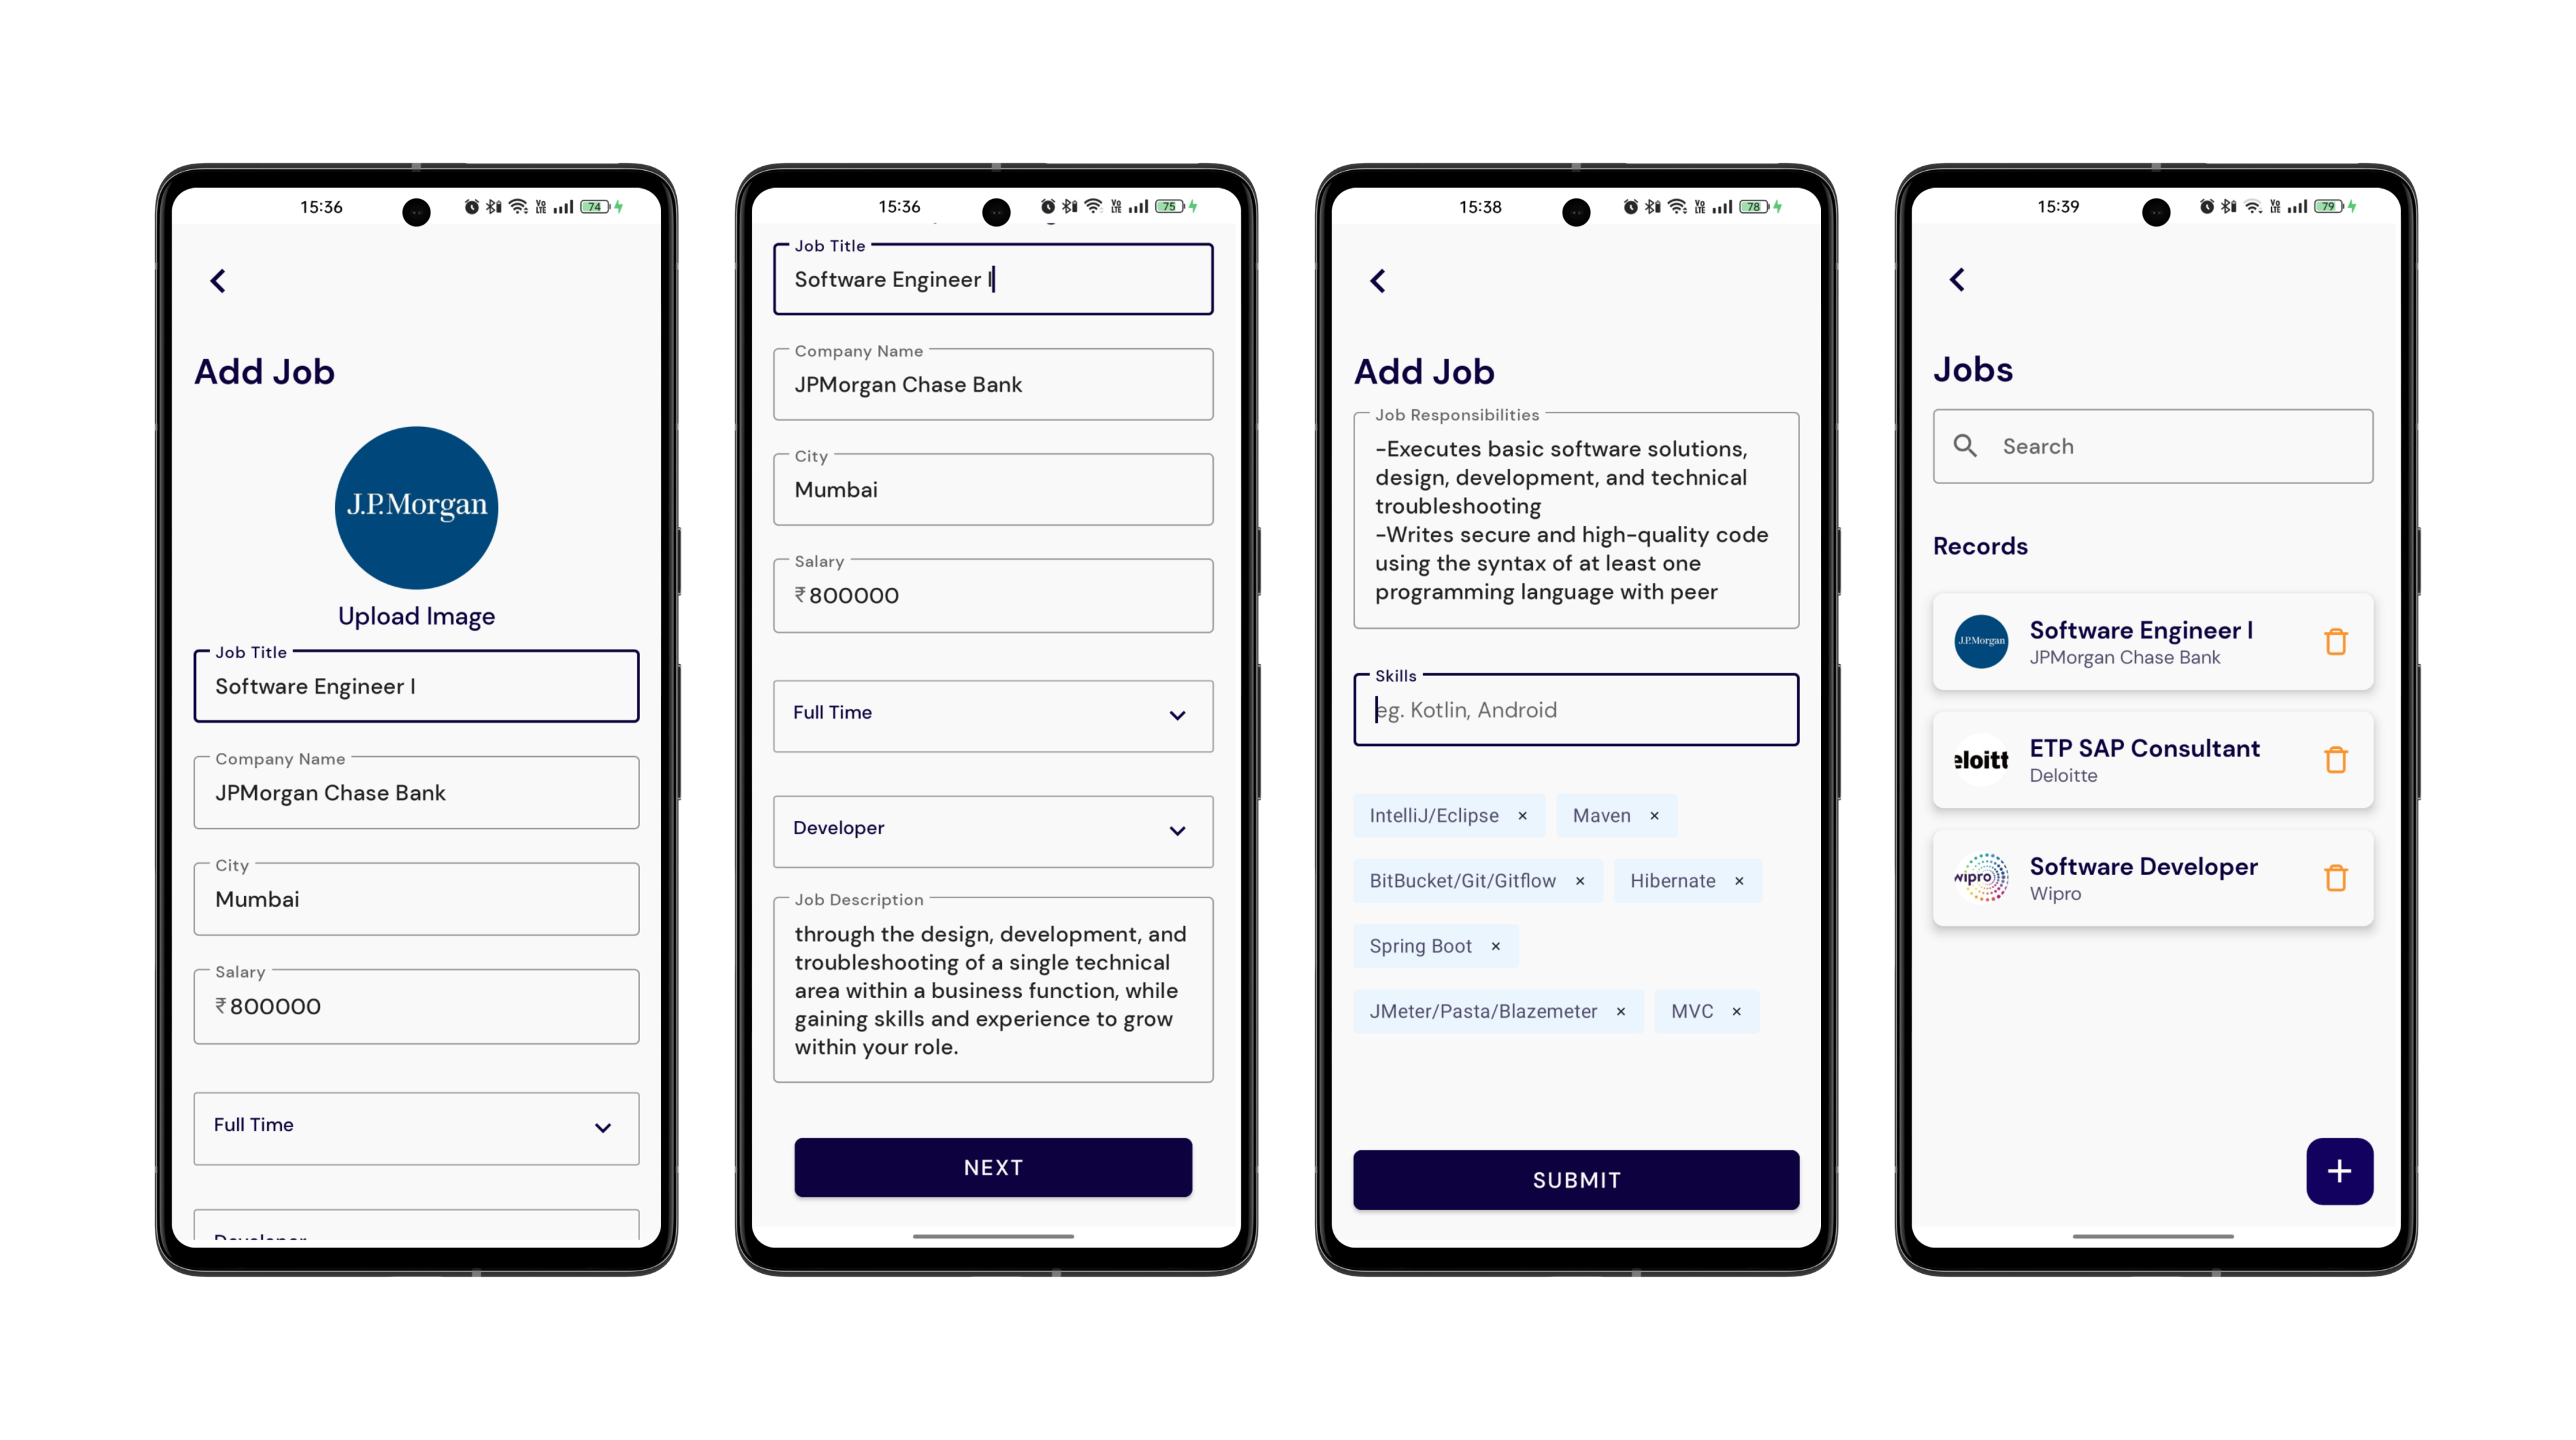 15:36
74
Add Job
J.P.Morgan
Upload Image
Job Title
Software Engineer I
Company Name
JPMorgan Chase Bank
City
Mumbai
Salary
₹800000
Full Time
15:36
75
Job Title
Software Engineer I
Company Name
JPMorgan Chase Bank
City
Mumbai
Salary
₹800000
Full Time
Developer
Job Description
through the design, development, and
troubleshooting of a single technical
area within a business function, while
gaining skills and experience to grow
within your role.
NEXT
15:38
78
Add Job
Job Responsibilities
-Executes basic software solutions,
design, development, and technical
troubleshooting
-Writes secure and high-quality code
using the syntax of at least one
programming language with peer
Skills
eg. Kotlin, Android
IntelliJ/Eclipse × Maven ×
BitBucket/Git/Gitflow × Hibernate ×
Spring Boot ×
JMeter/Pasta/Blazemeter × MVC ×
SUBMIT
15:39
79
Jobs
Search
Records
J.P.Morgan
Software Engineer I
JPMorgan Chase Bank
eloitt
ETP SAP Consultant
Deloitte
wipro
Software Developer
Wipro